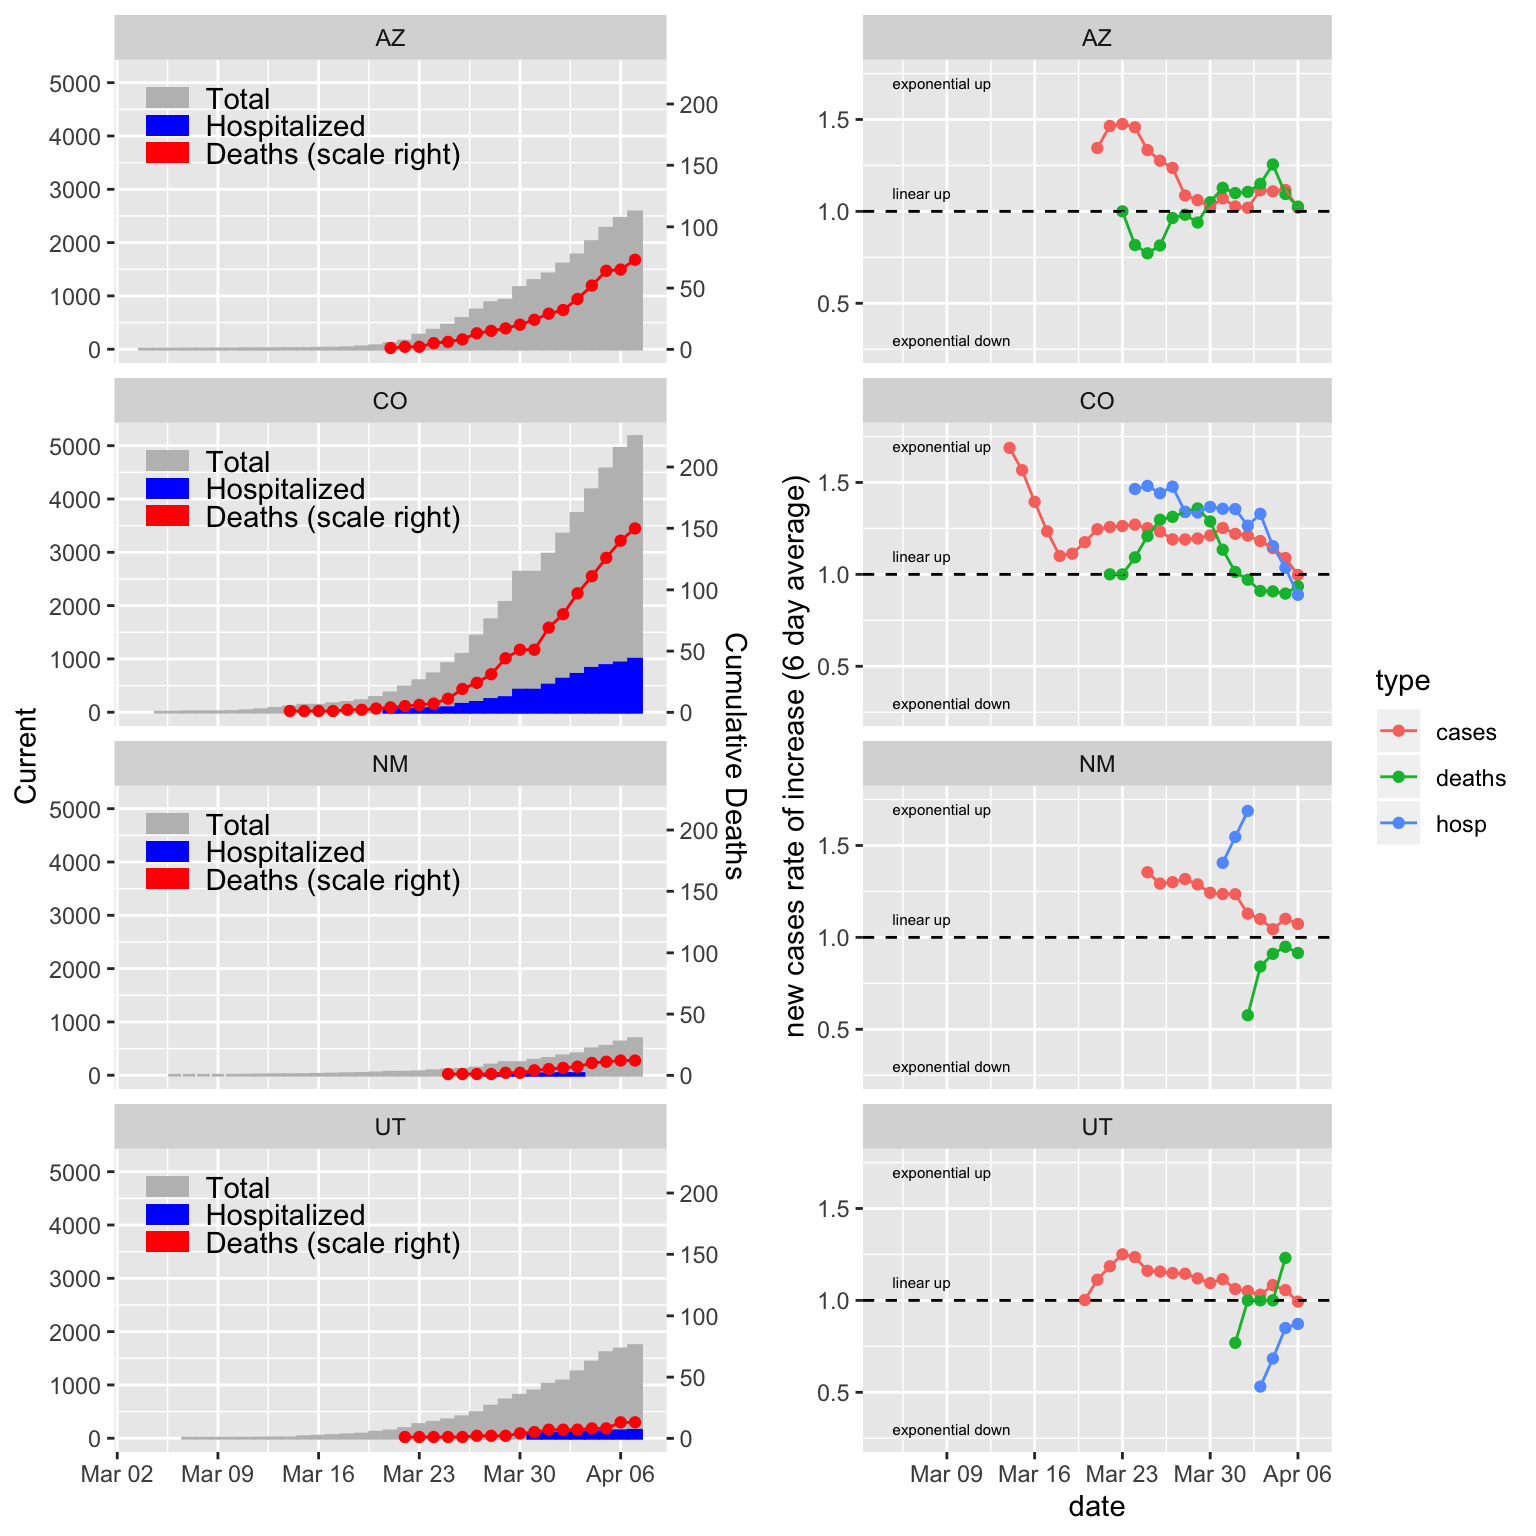 AZ
5000
4000
3000
2000
1000
0
Total
Hospitalized
Deaths (scale right)
200
150
100
50
0
CO
5000
4000
3000
2000
1000
0
Total
Hospitalized
Deaths (scale right)
200
150
100
50
0
NM
5000
4000
3000
2000
1000
0
Total
Hospitalized
Deaths (scale right)
200
150
100
50
0
UT
5000
4000
3000
2000
1000
0
Total
Hospitalized
Deaths (scale right)
200
150
100
50
0
Mar 02 Mar 09 Mar 16 Mar 23 Mar 30 Apr 06
Current
Cumulative Deaths
AZ
1.5
1.0
0.5
exponential up
linear up
exponential down
CO
1.5
1.0
0.5
exponential up
linear up
exponential down
NM
1.5
1.0
0.5
exponential up
linear up
exponential down
UT
1.5
1.0
0.5
exponential up
linear up
exponential down
Mar 09 Mar 16 Mar 23 Mar 30 Apr 06
date
new cases rate of increase (6 day average)
type
cases
deaths
hosp